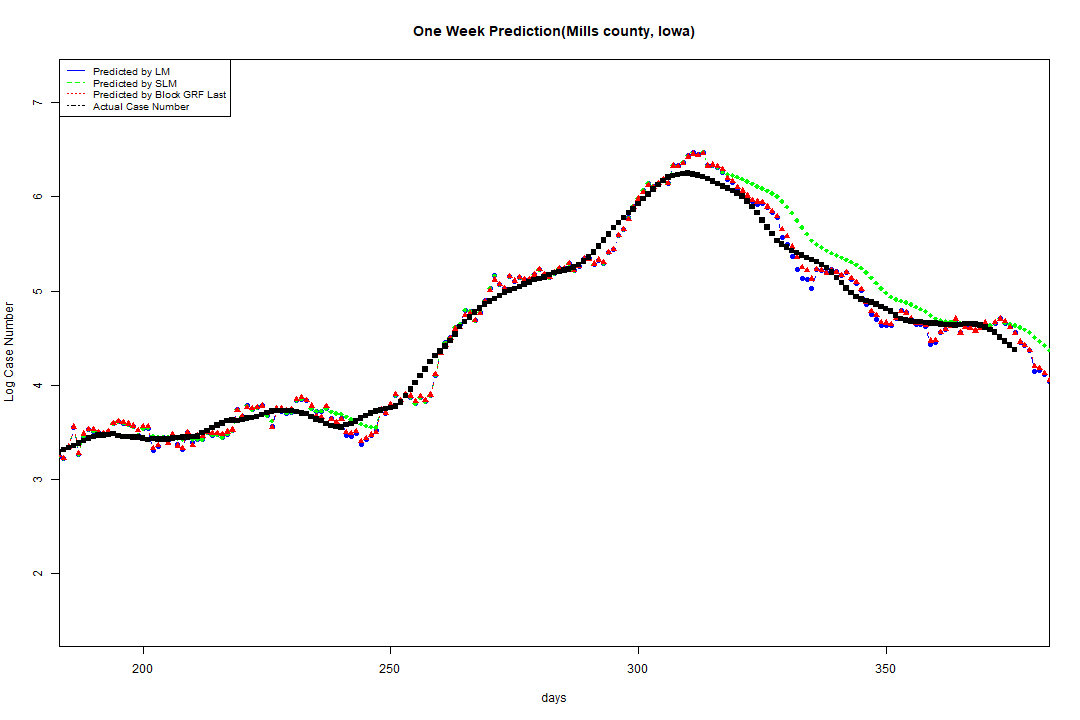 One Week Prediction(Mills county, Iowa)
Predicted by LM
Predicted by SLM
Predicted by Block GRF Last
Actual Case Number
7
6
5
4
3
2
Log Case Number
200 250 300 350
days